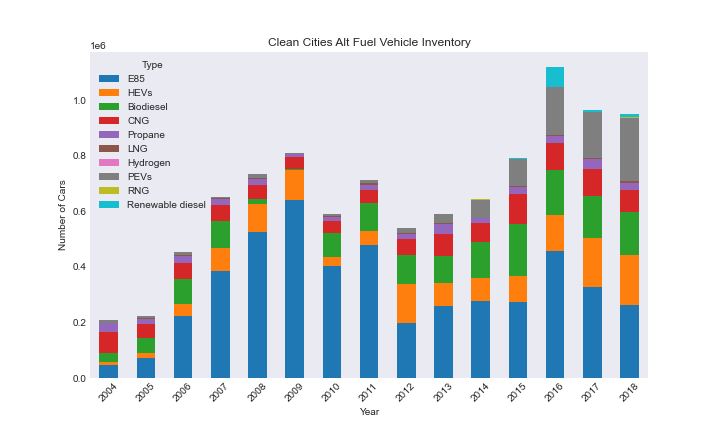 Clean Cities Alt Fuel Vehicle Inventory
1e6
Type
E85
HEVs
Biodiesel
CNG
Propane
LNG
Hydrogen
PEVs
RNG
Renewable diesel
Number of Cars
1.0
0.8
0.6
0.4
0.2
0.0
2004 2005 2006 2007 2008 2009 2010 2011 2012 2013 2014 2015 2016 2017 2018
Year